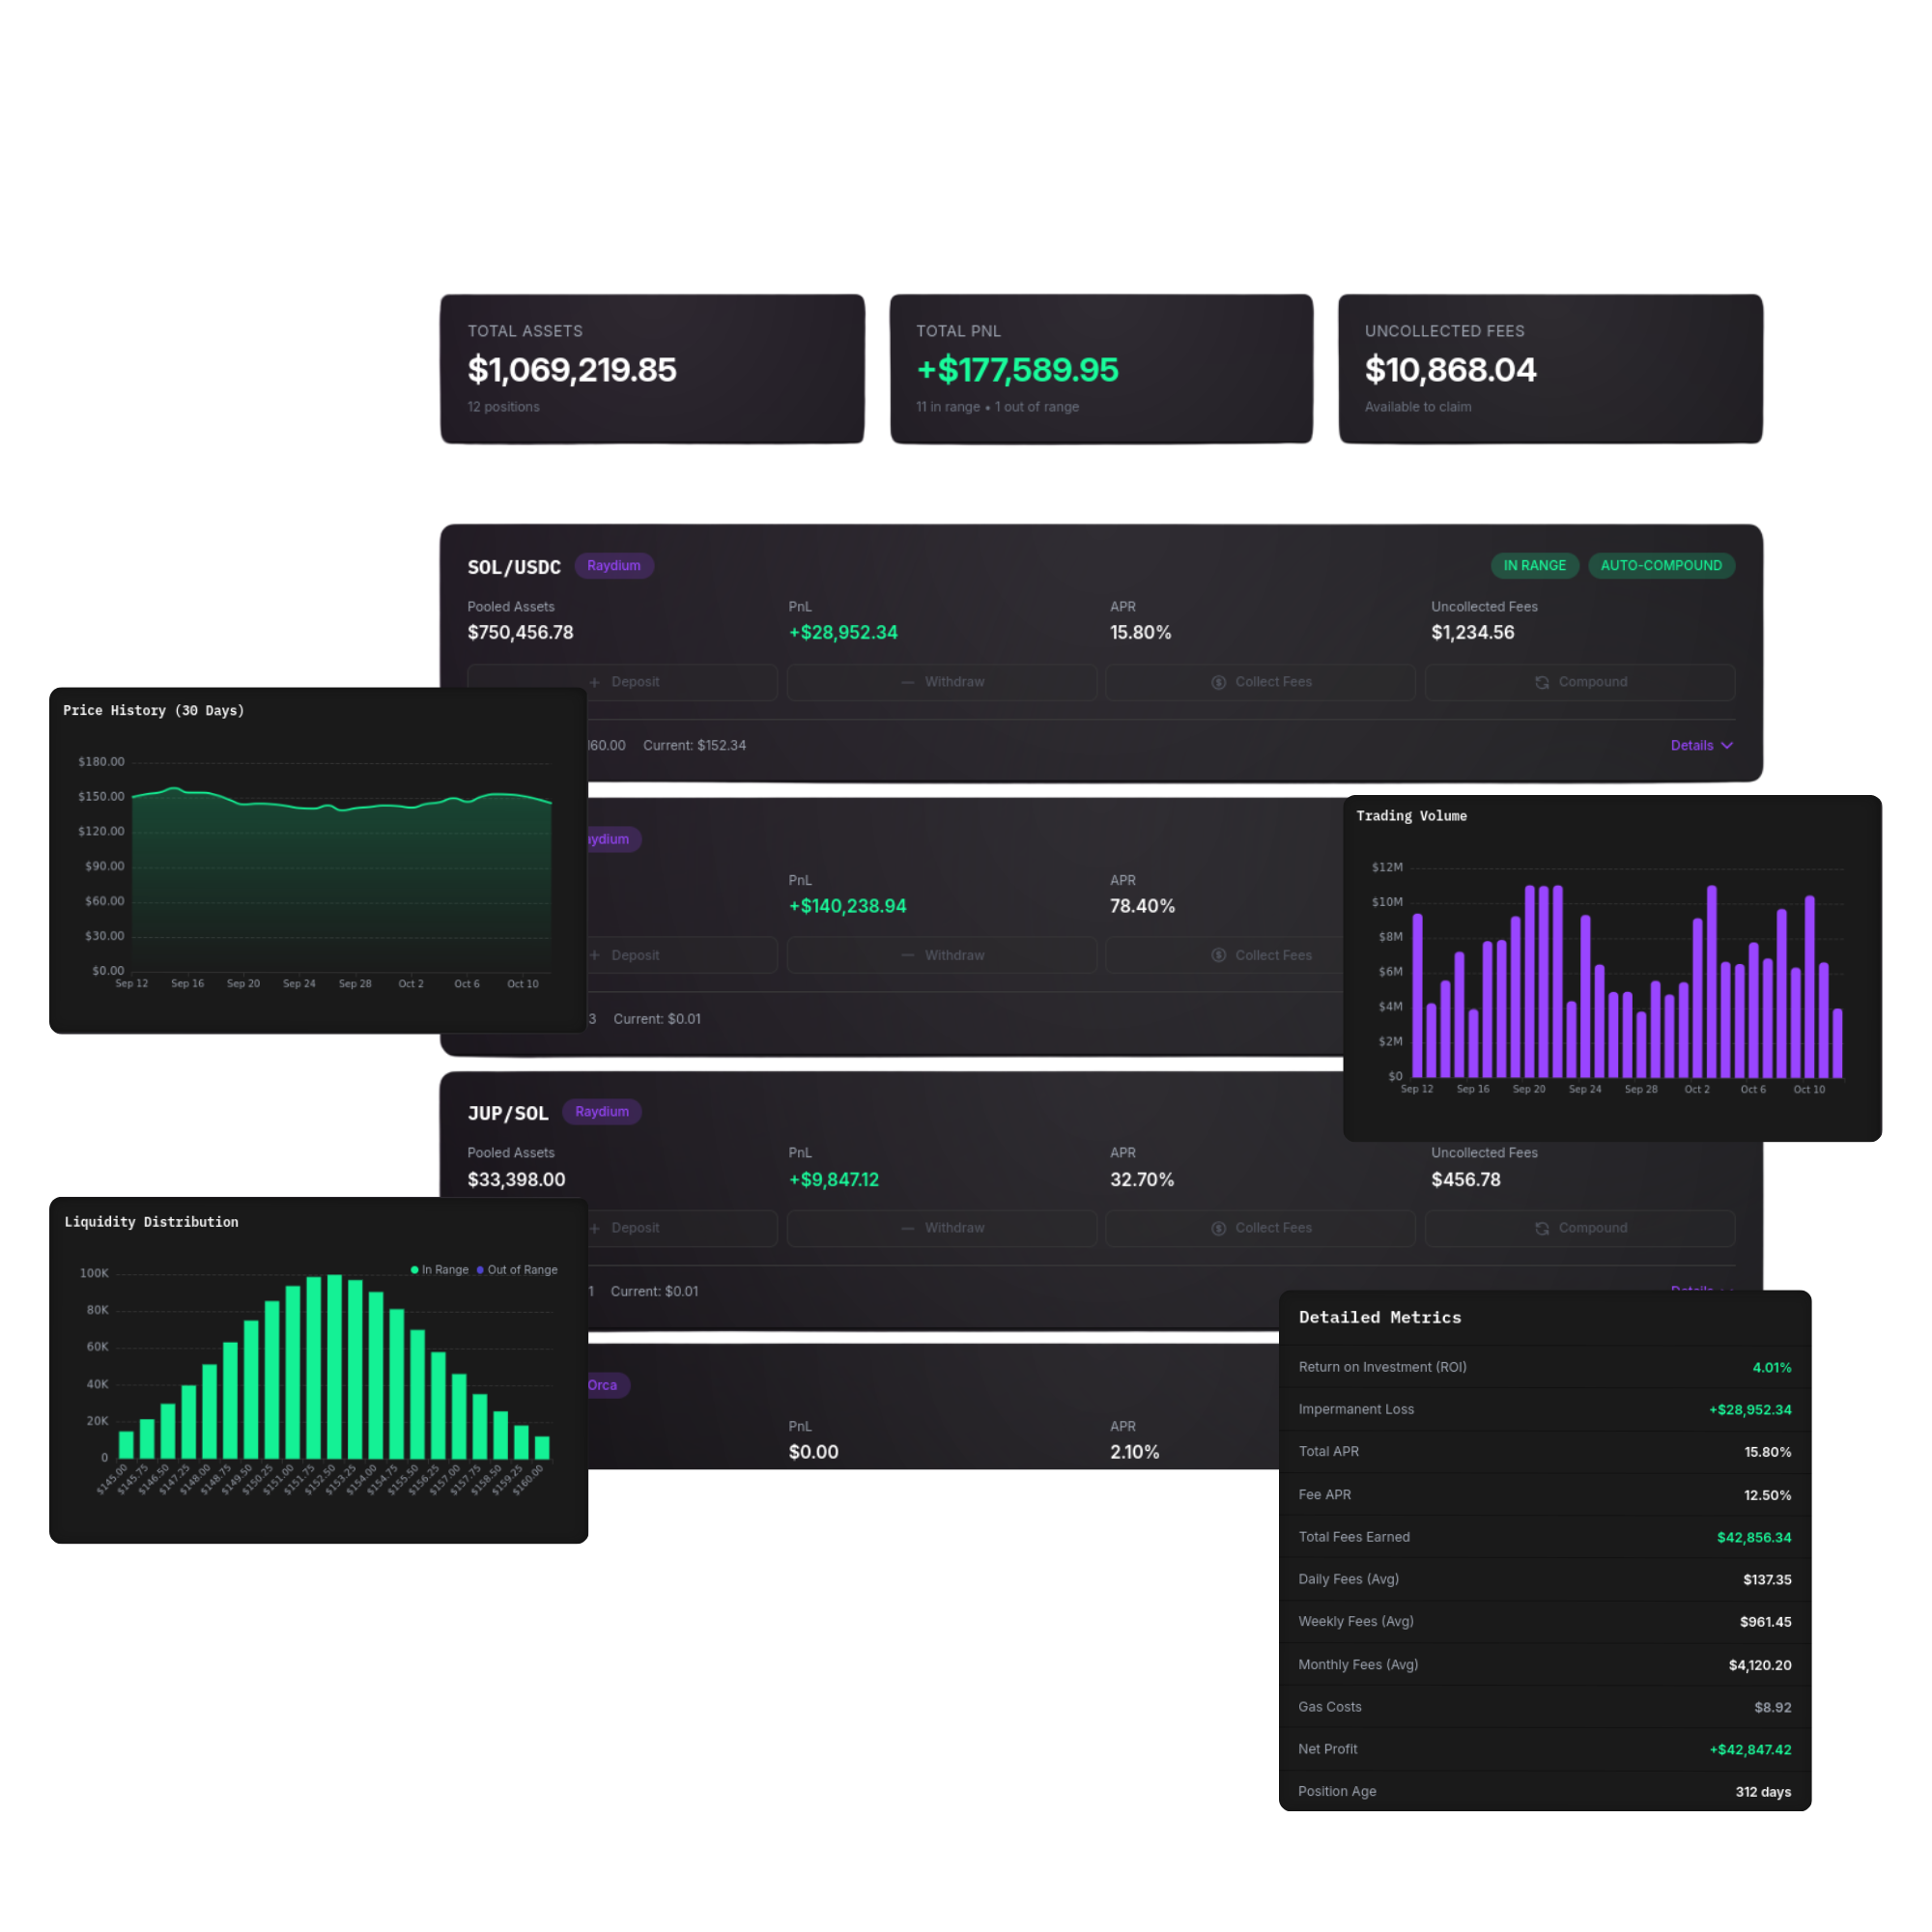 TOTAL ASSETS
$1,069,219.85
12 positions
TOTAL PNL
+$177,589.95
11 in range • 1 out of range
UNCOLLECTED FEES
$10,868.04
Available to claim
SOL/USDC Raydium IN RANGE AUTO-COMPOUND
Pooled Assets PnL APR Uncollected Fees
$750,456.78 +$28,952.34 15.80% $1,234.56
+ Deposit — Withdraw Collect Fees Compound
160.00 Current: $152.34 Details
Price History (30 Days)
$180.00
$150.00
$120.00
$90.00
$60.00
$30.00
$0.00
Sep 12 Sep 16 Sep 20 Sep 24 Sep 28 Oct 2 Oct 6 Oct 10
aydium
PnL APR
+$140,238.94 78.40%
+ Deposit — Withdraw Collect Fees
3 Current: $0.01
Trading Volume
$12M
$10M
$8M
$6M
$4M
$2M
$0
Sep 12 Sep 16 Sep 20 Sep 24 Sep 28 Oct 2 Oct 6 Oct 10
JUP/SOL Raydium
Pooled Assets PnL APR Uncollected Fees
$33,398.00 +$9,847.12 32.70% $456.78
+ Deposit — Withdraw Collect Fees Compound
1 Current: $0.01 Details
Liquidity Distribution
In Range Out of Range
100K
80K
60K
40K
20K
0
$145.00 $145.75 $146.50 $147.25 $148.00 $148.75 $149.50 $150.25 $151.00 $151.75 $152.50 $153.25 $154.00 $154.75 $155.50 $156.25 $157.00 $157.75 $158.50 $159.25 $160.00
Orca
PnL APR
$0.00 2.10%
Detailed Metrics
Return on Investment (ROI) 4.01%
Impermanent Loss +$28,952.34
Total APR 15.80%
Fee APR 12.50%
Total Fees Earned $42,856.34
Daily Fees (Avg) $137.35
Weekly Fees (Avg) $961.45
Monthly Fees (Avg) $4,120.20
Gas Costs $8.92
Net Profit +$42,847.42
Position Age 312 days